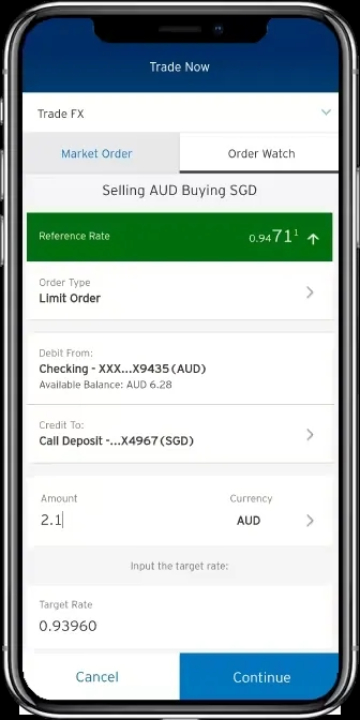 Trade Now
Trade FX
Market Order
Order Watch
Selling AUD Buying SGD
Reference Rate
0.94711
Order Type
Limit Order
Debit From:
Checking - XXX...X9435 (AUD)
Available Balance: AUD 6.28
Credit To:
Call Deposit -...X4967 (SGD)
Amount
Currency
2.1
AUD
Input the target rate:
Target Rate
0.93960
Cancel
Continue